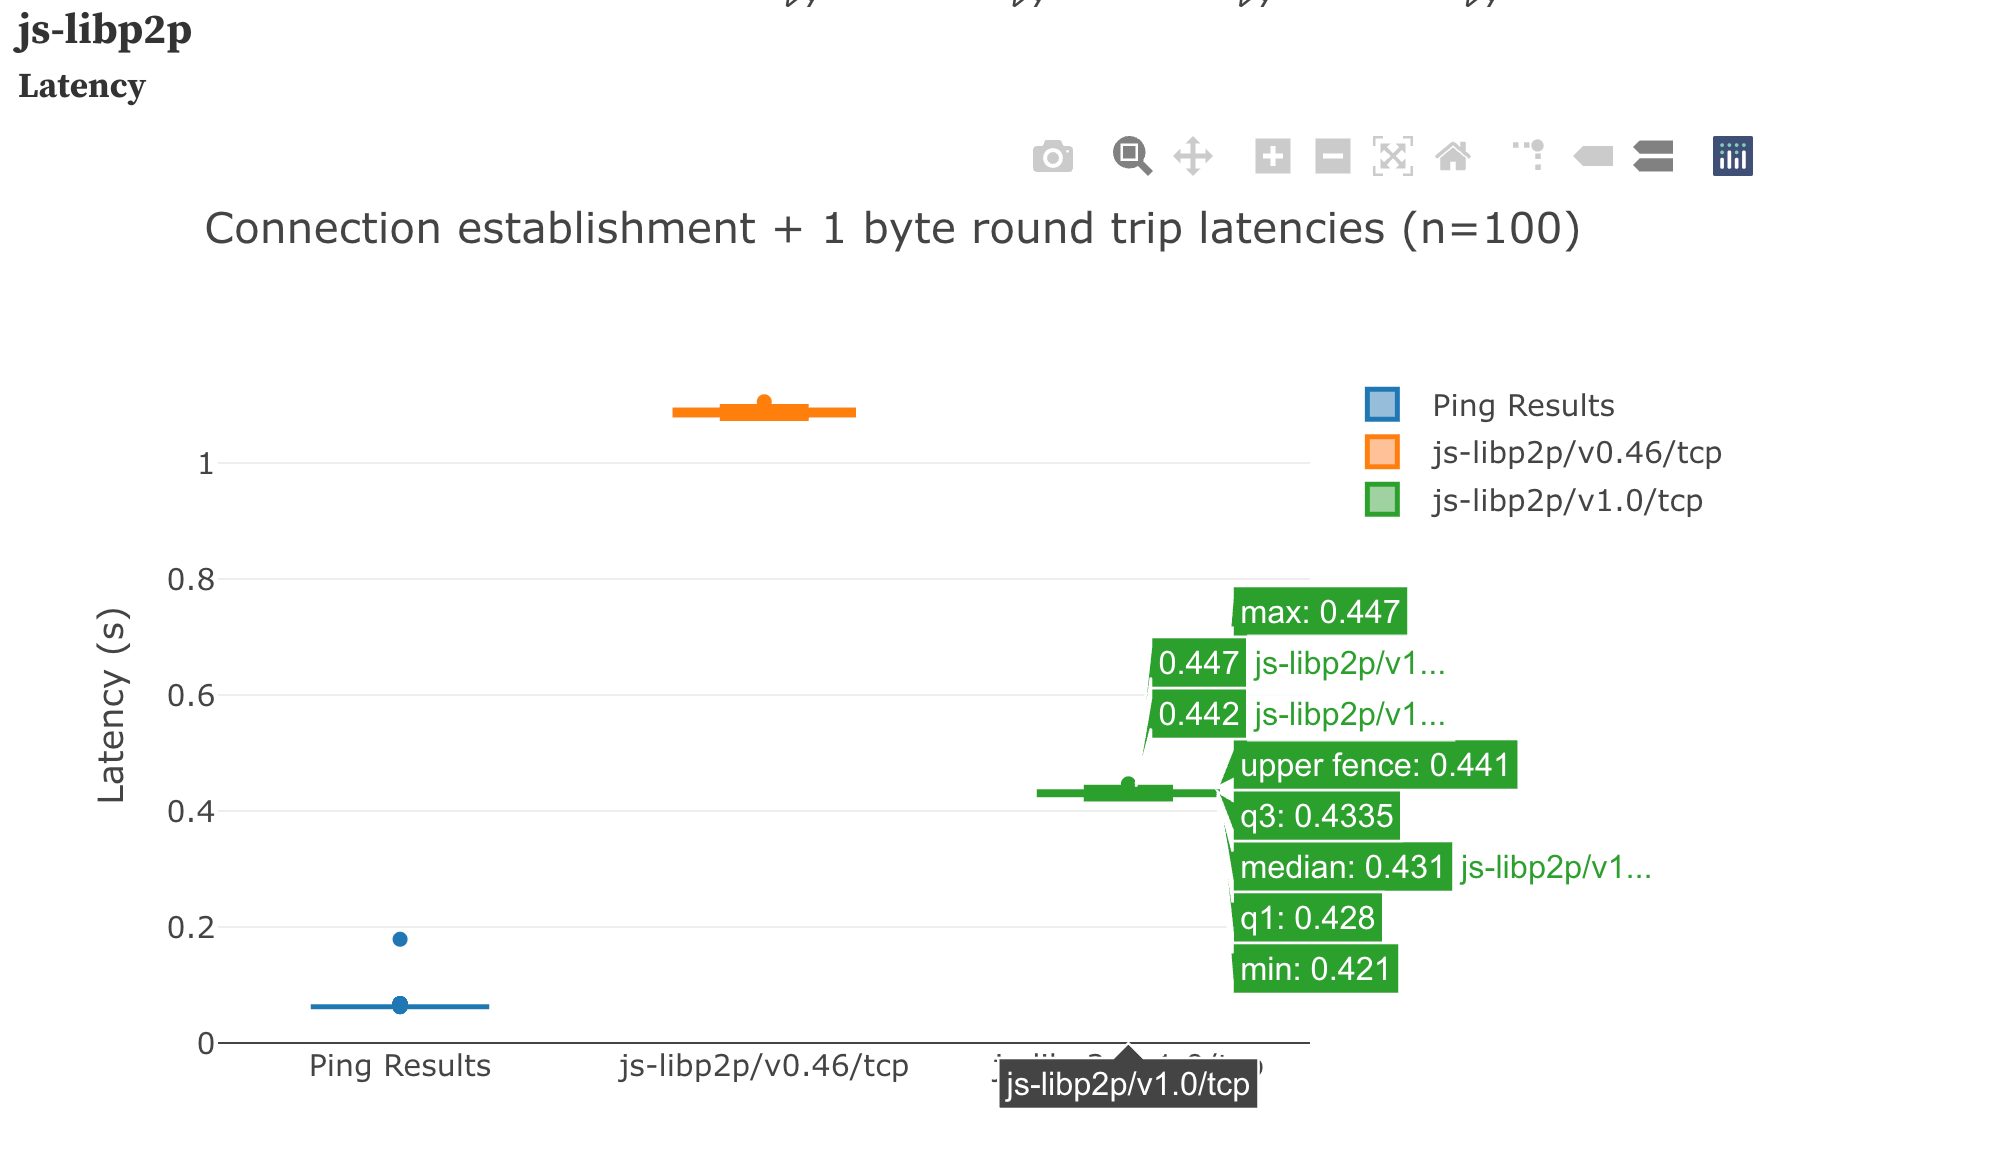 js-libp2p
Latency
Connection establishment + 1 byte round trip latencies (n=100)
Ping Results
js-libp2p/v0.46/tcp
js-libp2p/v1.0/tcp
Latency (s)
1
0.8
0.6
0.4
0.2
0
max: 0.447
0.447 js-libp2p/v1...
0.442 js-libp2p/v1...
upper fence: 0.441
q3: 0.4335
median: 0.431 js-libp2p/v1...
q1: 0.428
min: 0.421
Ping Results
js-libp2p/v0.46/tcp
js-libp2p/v1.0/tcp